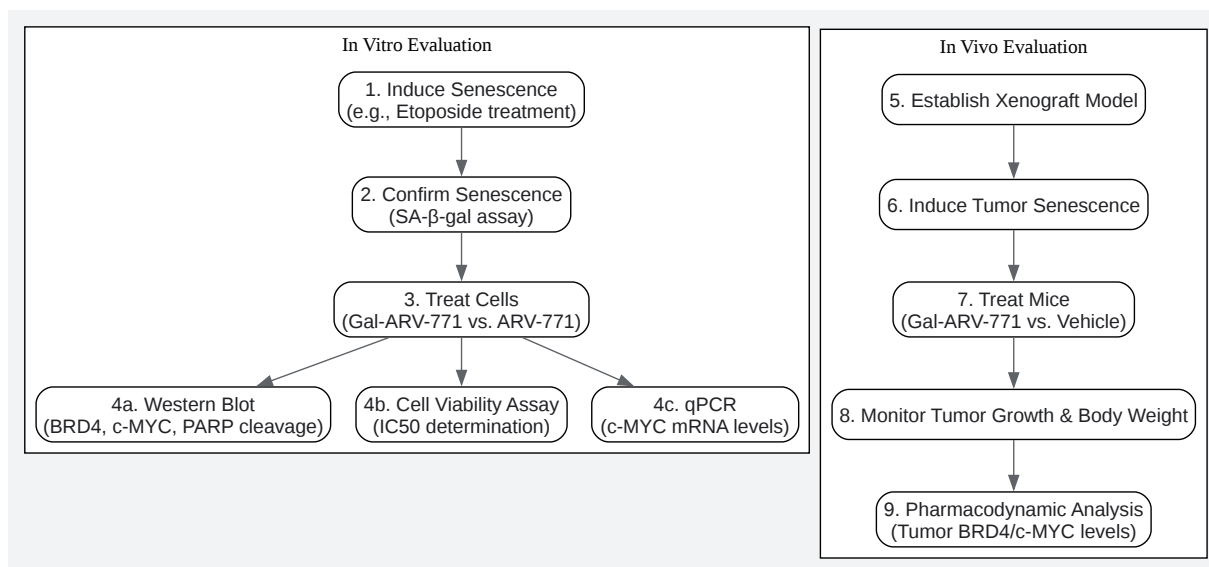 In Vitro Evaluation
1. Induce Senescence
(e.g., Etoposide treatment)
2. Confirm Senescence
(SA-β-gal assay)
3. Treat Cells
(Gal-ARV-771 vs. ARV-771)
4a. Western Blot
(BRD4, c-MYC, PARP cleavage)
4b. Cell Viability Assay
(IC50 determination)
4c. qPCR
(c-MYC mRNA levels)
In Vivo Evaluation
5. Establish Xenograft Model
6. Induce Tumor Senescence
7. Treat Mice
(Gal-ARV-771 vs. Vehicle)
8. Monitor Tumor Growth & Body Weight
9. Pharmacodynamic Analysis
(Tumor BRD4/c-MYC levels)